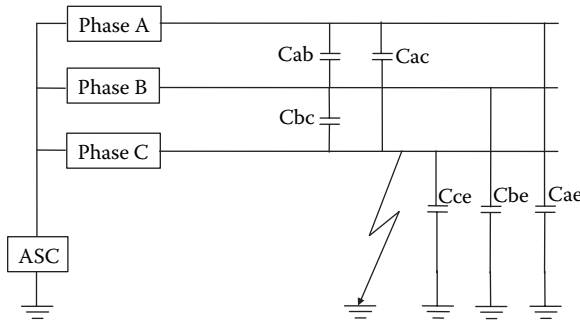 Phase A
Cab
Cac
Phase B
Cbc
Phase C
Cce
Cbe
Cae
ASC